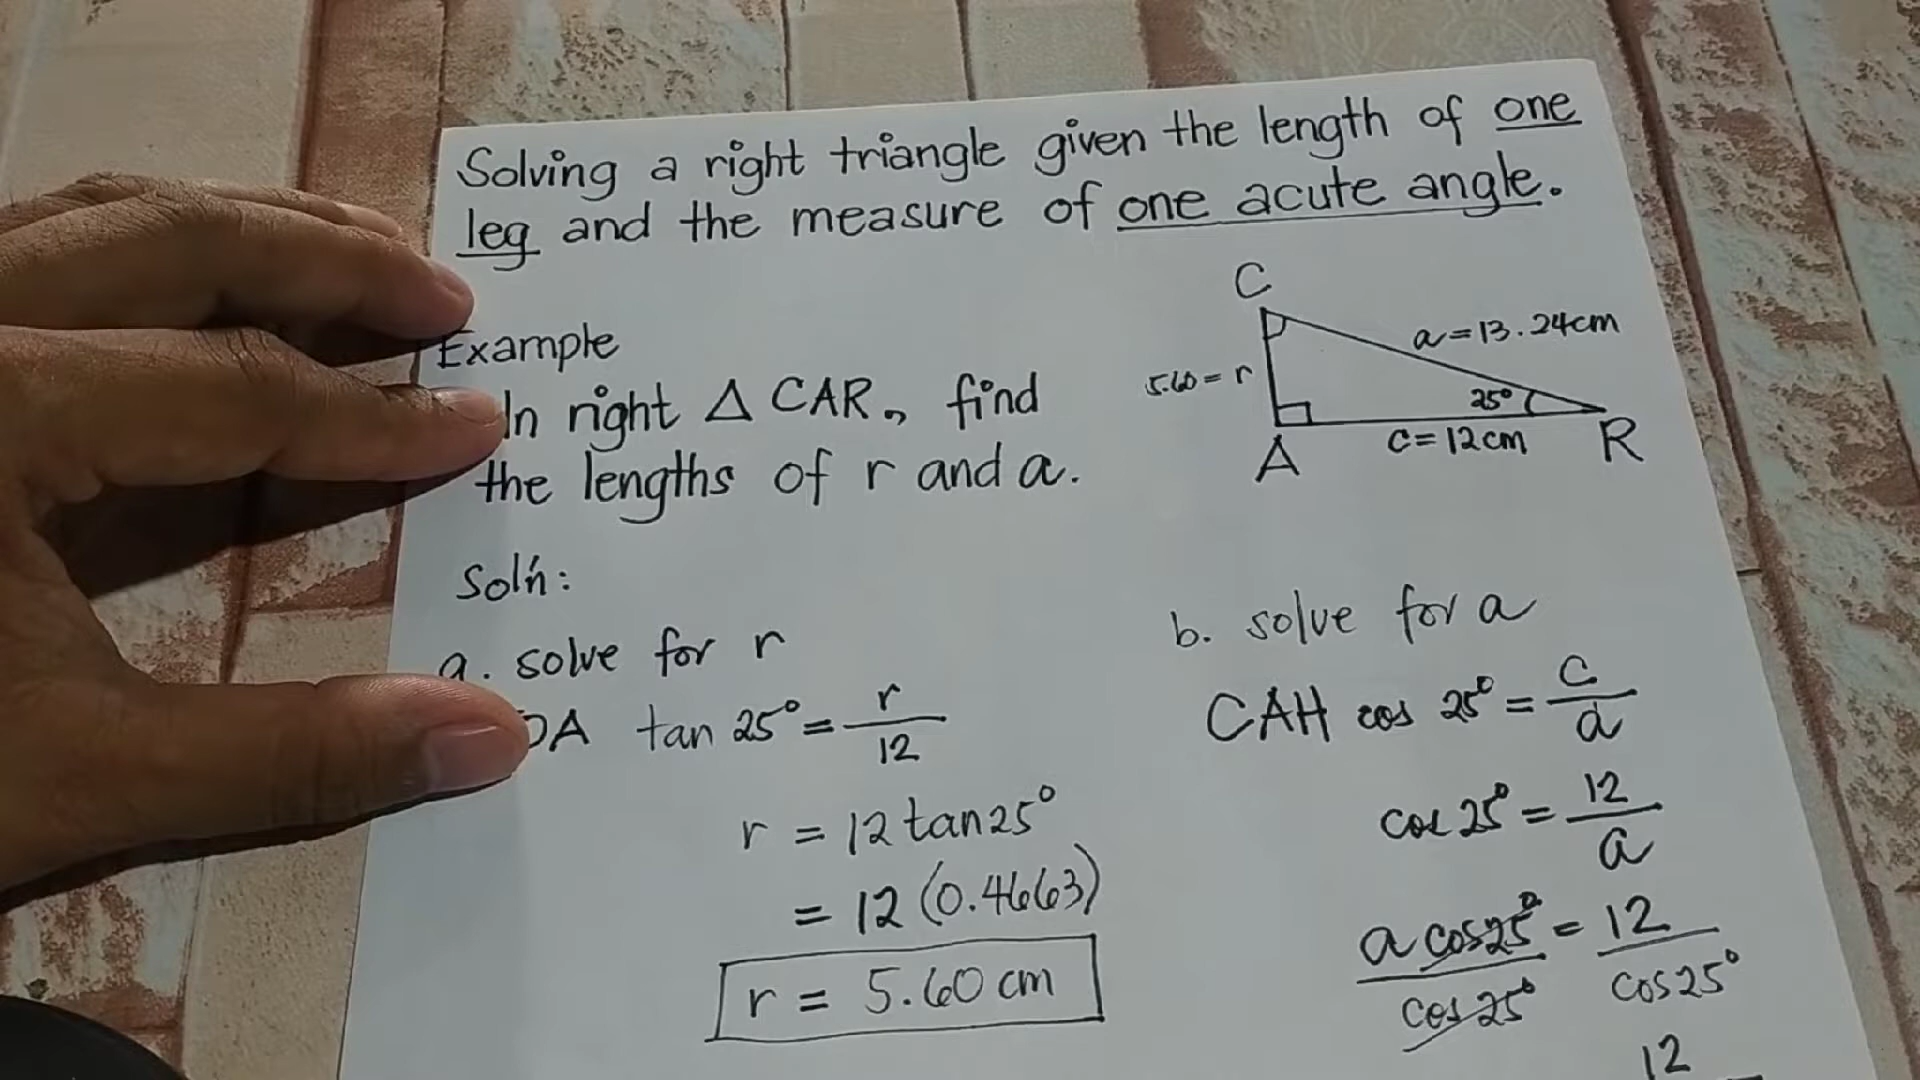 Solving a right triangle given the length of one
leg and the measure of one acute angle.
C
a = 13.24cm
5.60 = r
25°
A
c = 12cm
R
Example
In right △ CAR, find
the lengths of r and a.
Sol'n:
a. solve for r
tan 25° = r/12
r = 12 tan25°
= 12 (0.4663)
r = 5.60 cm
b. solve for a
CAH cos 25° = c/a
cos 25° = 12/a
a cos25°/cos 25° = 12/cos25°
12